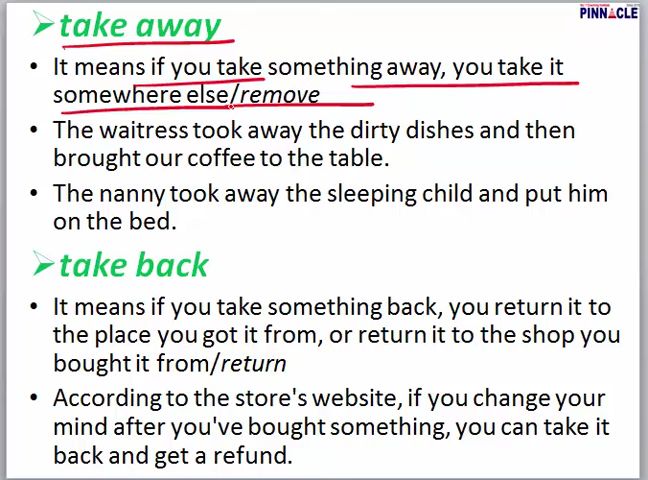 PINNACLE
take away
• It means if you take something away, you take it
somewhere else/remove
• The waitress took away the dirty dishes and then
brought our coffee to the table.
• The nanny took away the sleeping child and put him
on the bed.
take back
• It means if you take something back, you return it to
the place you got it from, or return it to the shop you
bought it from/return
• According to the store's website, if you change your
mind after you've bought something, you can take it
back and get a refund.